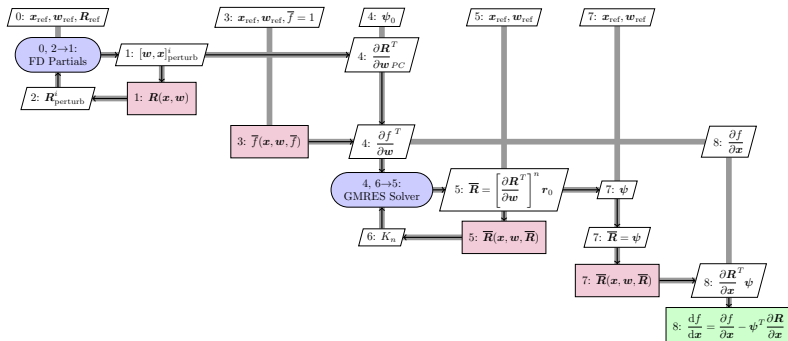 0: x_ref, w_ref, R_ref
3: x_ref, w_ref, f̅ = 1
4: ψ_0
5: x_ref, w_ref
7: x_ref, w_ref
0, 2→1:
FD Partials
1: [w, x]^i_perturb
4: ∂R/∂w^T_PC
2: R^i_perturb
1: R(x, w)
3: f̅(x, w, f̅)
4: ∂f/∂w^T
8: ∂f/∂x
4, 6→5:
GMRES Solver
5: R̅ = [∂R/∂w^T]^n r_0
7: ψ
6: K_n
5: R̅(x, w, R̅)
7: R̅ = ψ
7: R̅(x, w, R̅)
8: ∂R/∂x^T ψ
8: df/dx = ∂f/∂x − ψ^T ∂R/∂x